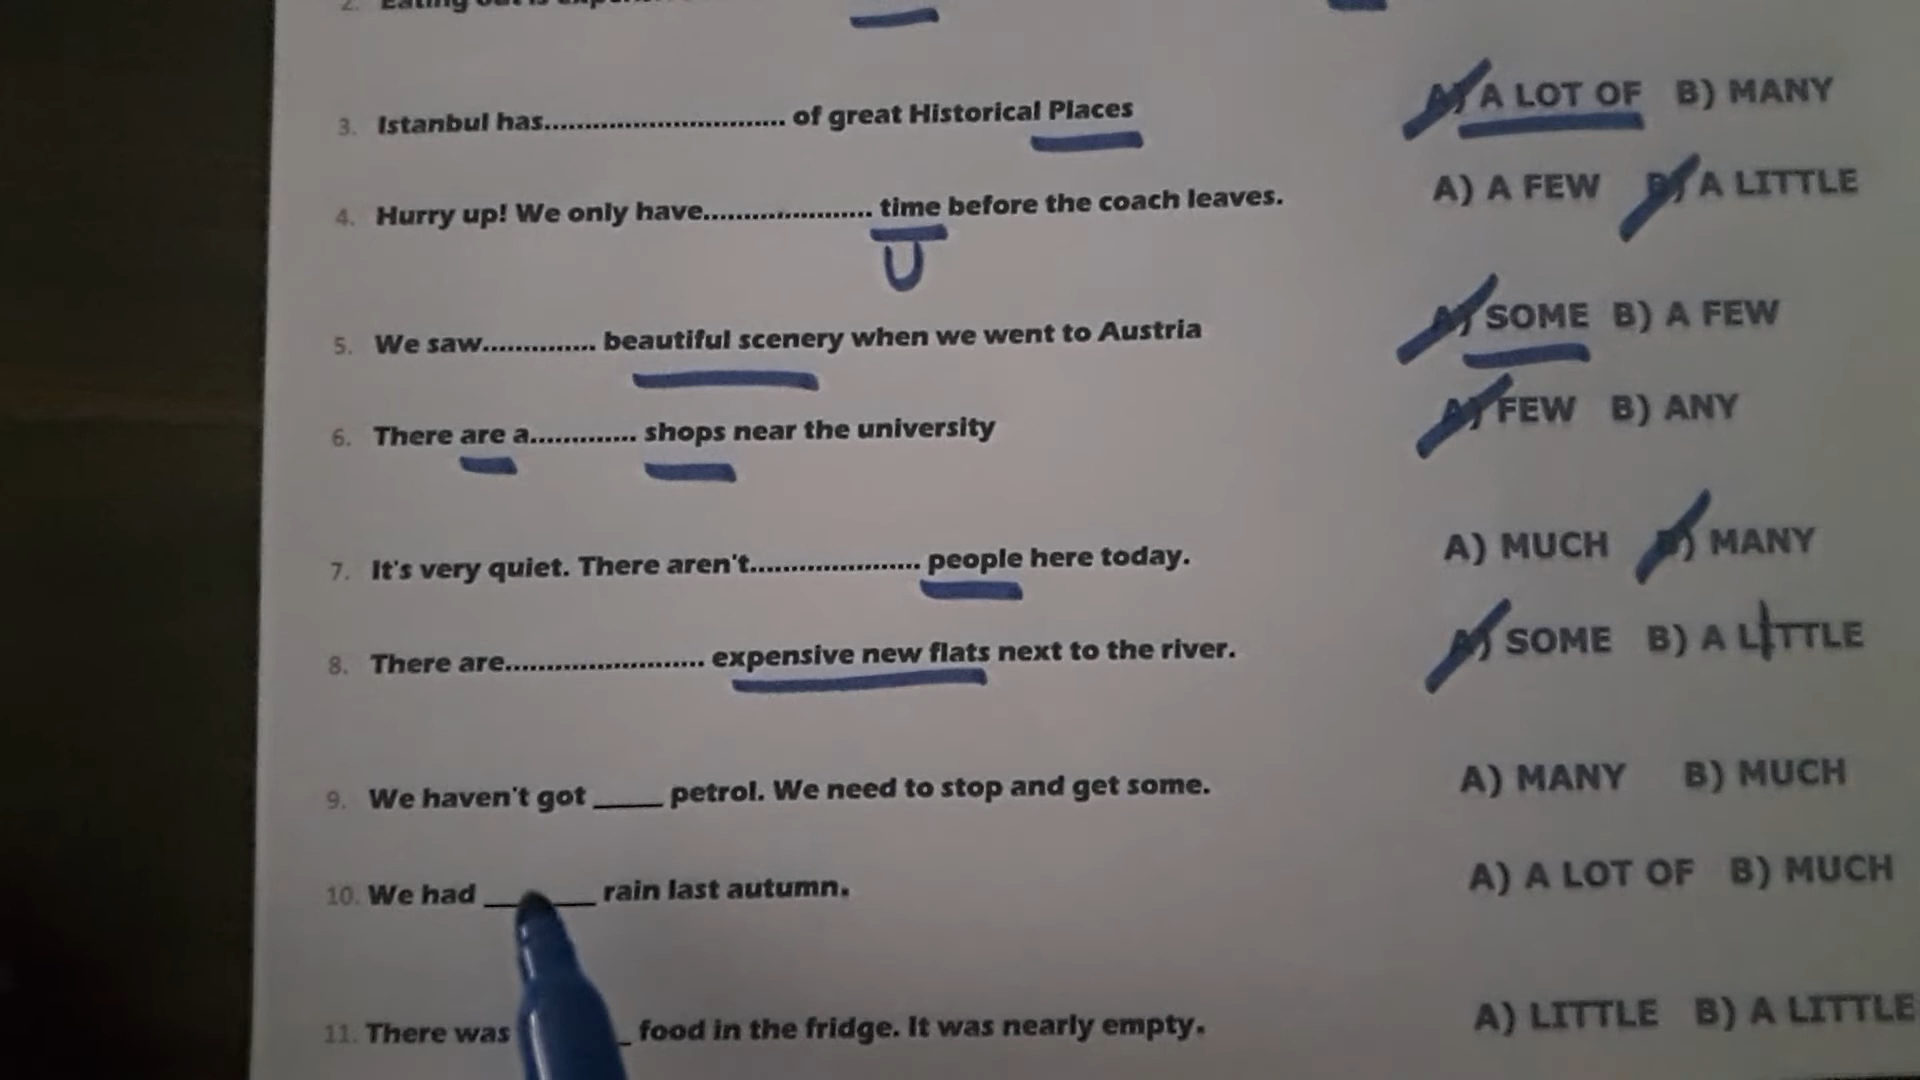 2. Eating out is
3. Istanbul has............................. of great Historical Places A) A LOT OF B) MANY
4. Hurry up! We only have..................... time before the coach leaves. A) A FEW B) A LITTLE
U
5. We saw.............. beautiful scenery when we went to Austria A) SOME B) A FEW
6. There are a............. shops near the university A) FEW B) ANY
7. It's very quiet. There aren't..................... people here today. A) MUCH B) MANY
8. There are........................ expensive new flats next to the river. A) SOME B) A LITTLE
9. We haven't got _____ petrol. We need to stop and get some. A) MANY B) MUCH
10. We had ________ rain last autumn. A) A LOT OF B) MUCH
11. There was _ food in the fridge. It was nearly empty. A) LITTLE B) A LITTLE